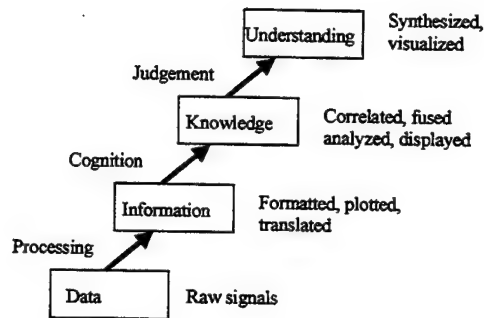 Understanding
Synthesized,
visualized
Judgement
Knowledge
Correlated, fused
analyzed, displayed
Cognition
Information
Formatted, plotted,
translated
Processing
Data
Raw signals